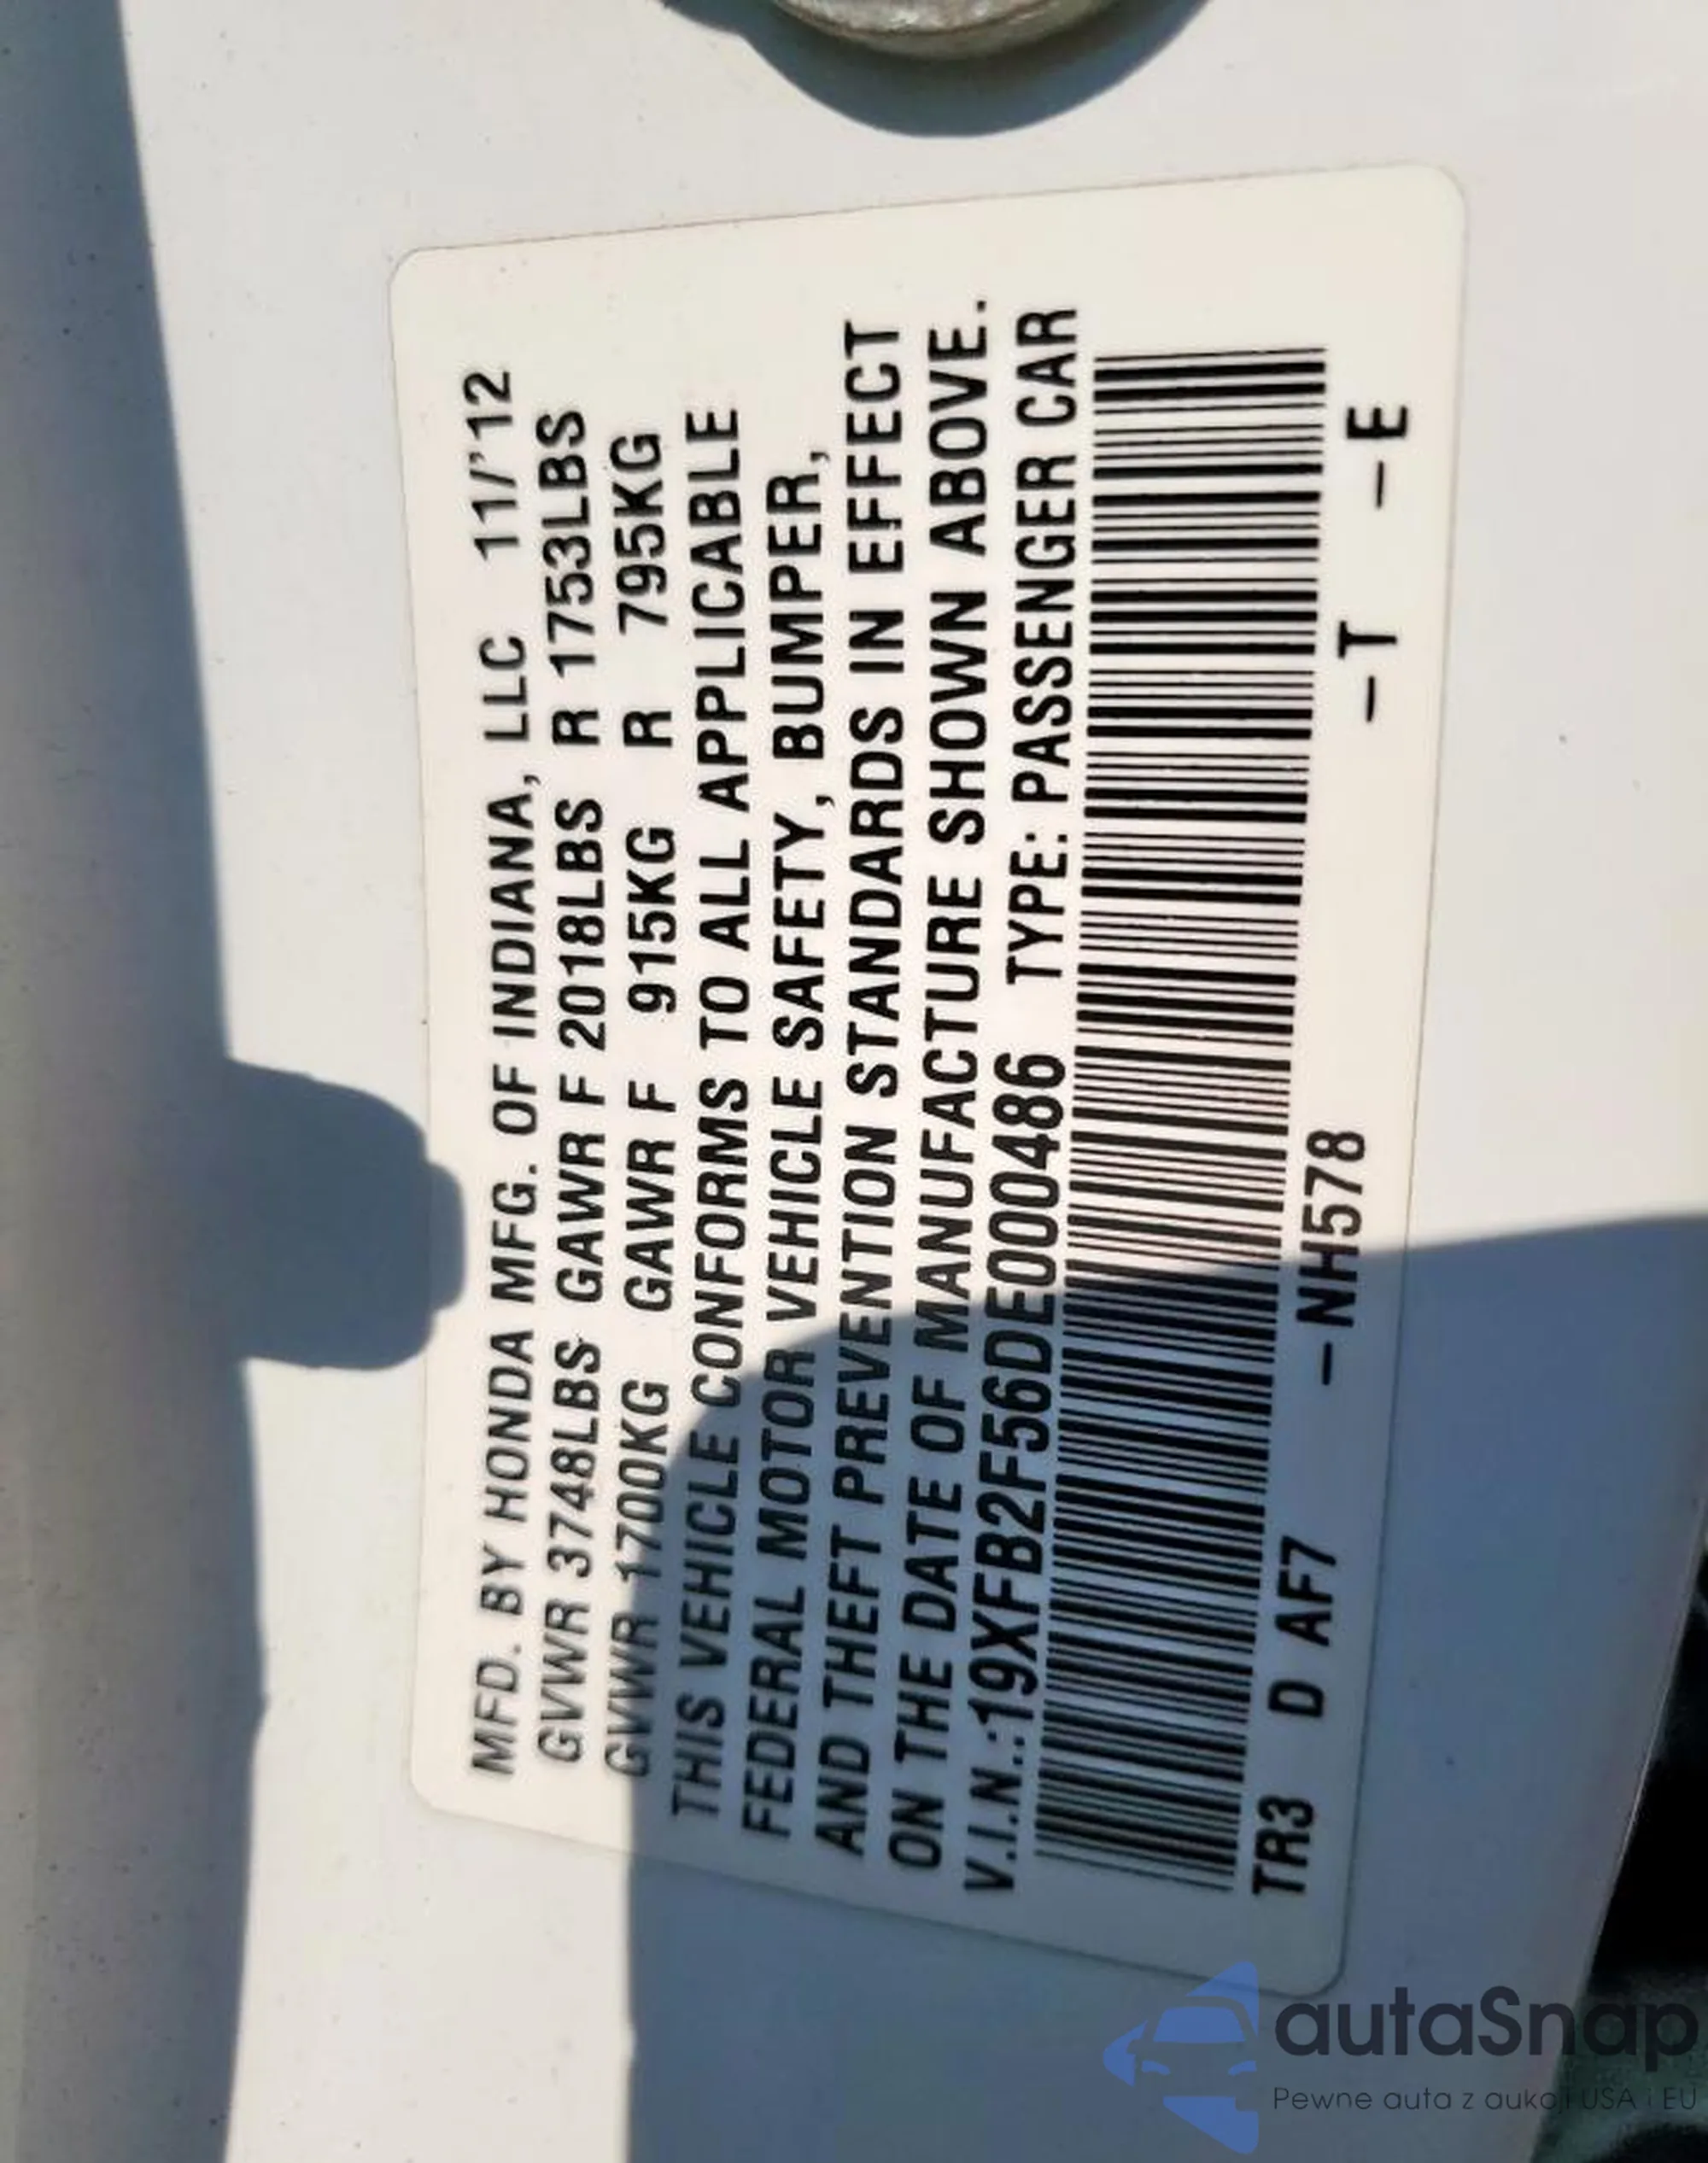 MFD. BY HONDA MFG. OF INDIANA, LLC 11/'12
GVWR 3748LBS GAWR F 2018LBS R 1753LBS
GVWR 1700KG GAWR F 915KG R 795KG
THIS VEHICLE CONFORMS TO ALL APPLICABLE
FEDERAL MOTOR VEHICLE SAFETY, BUMPER,
AND THEFT PREVENTION STANDARDS IN EFFECT
ON THE DATE OF MANUFACTURE SHOWN ABOVE.
V.I.N.:19XFB2F56DE000486 TYPE: PASSENGER CAR
TR3 D AF7 –NH578 –T –E
autaSnap
Pewne auta z aukcji USA i EU